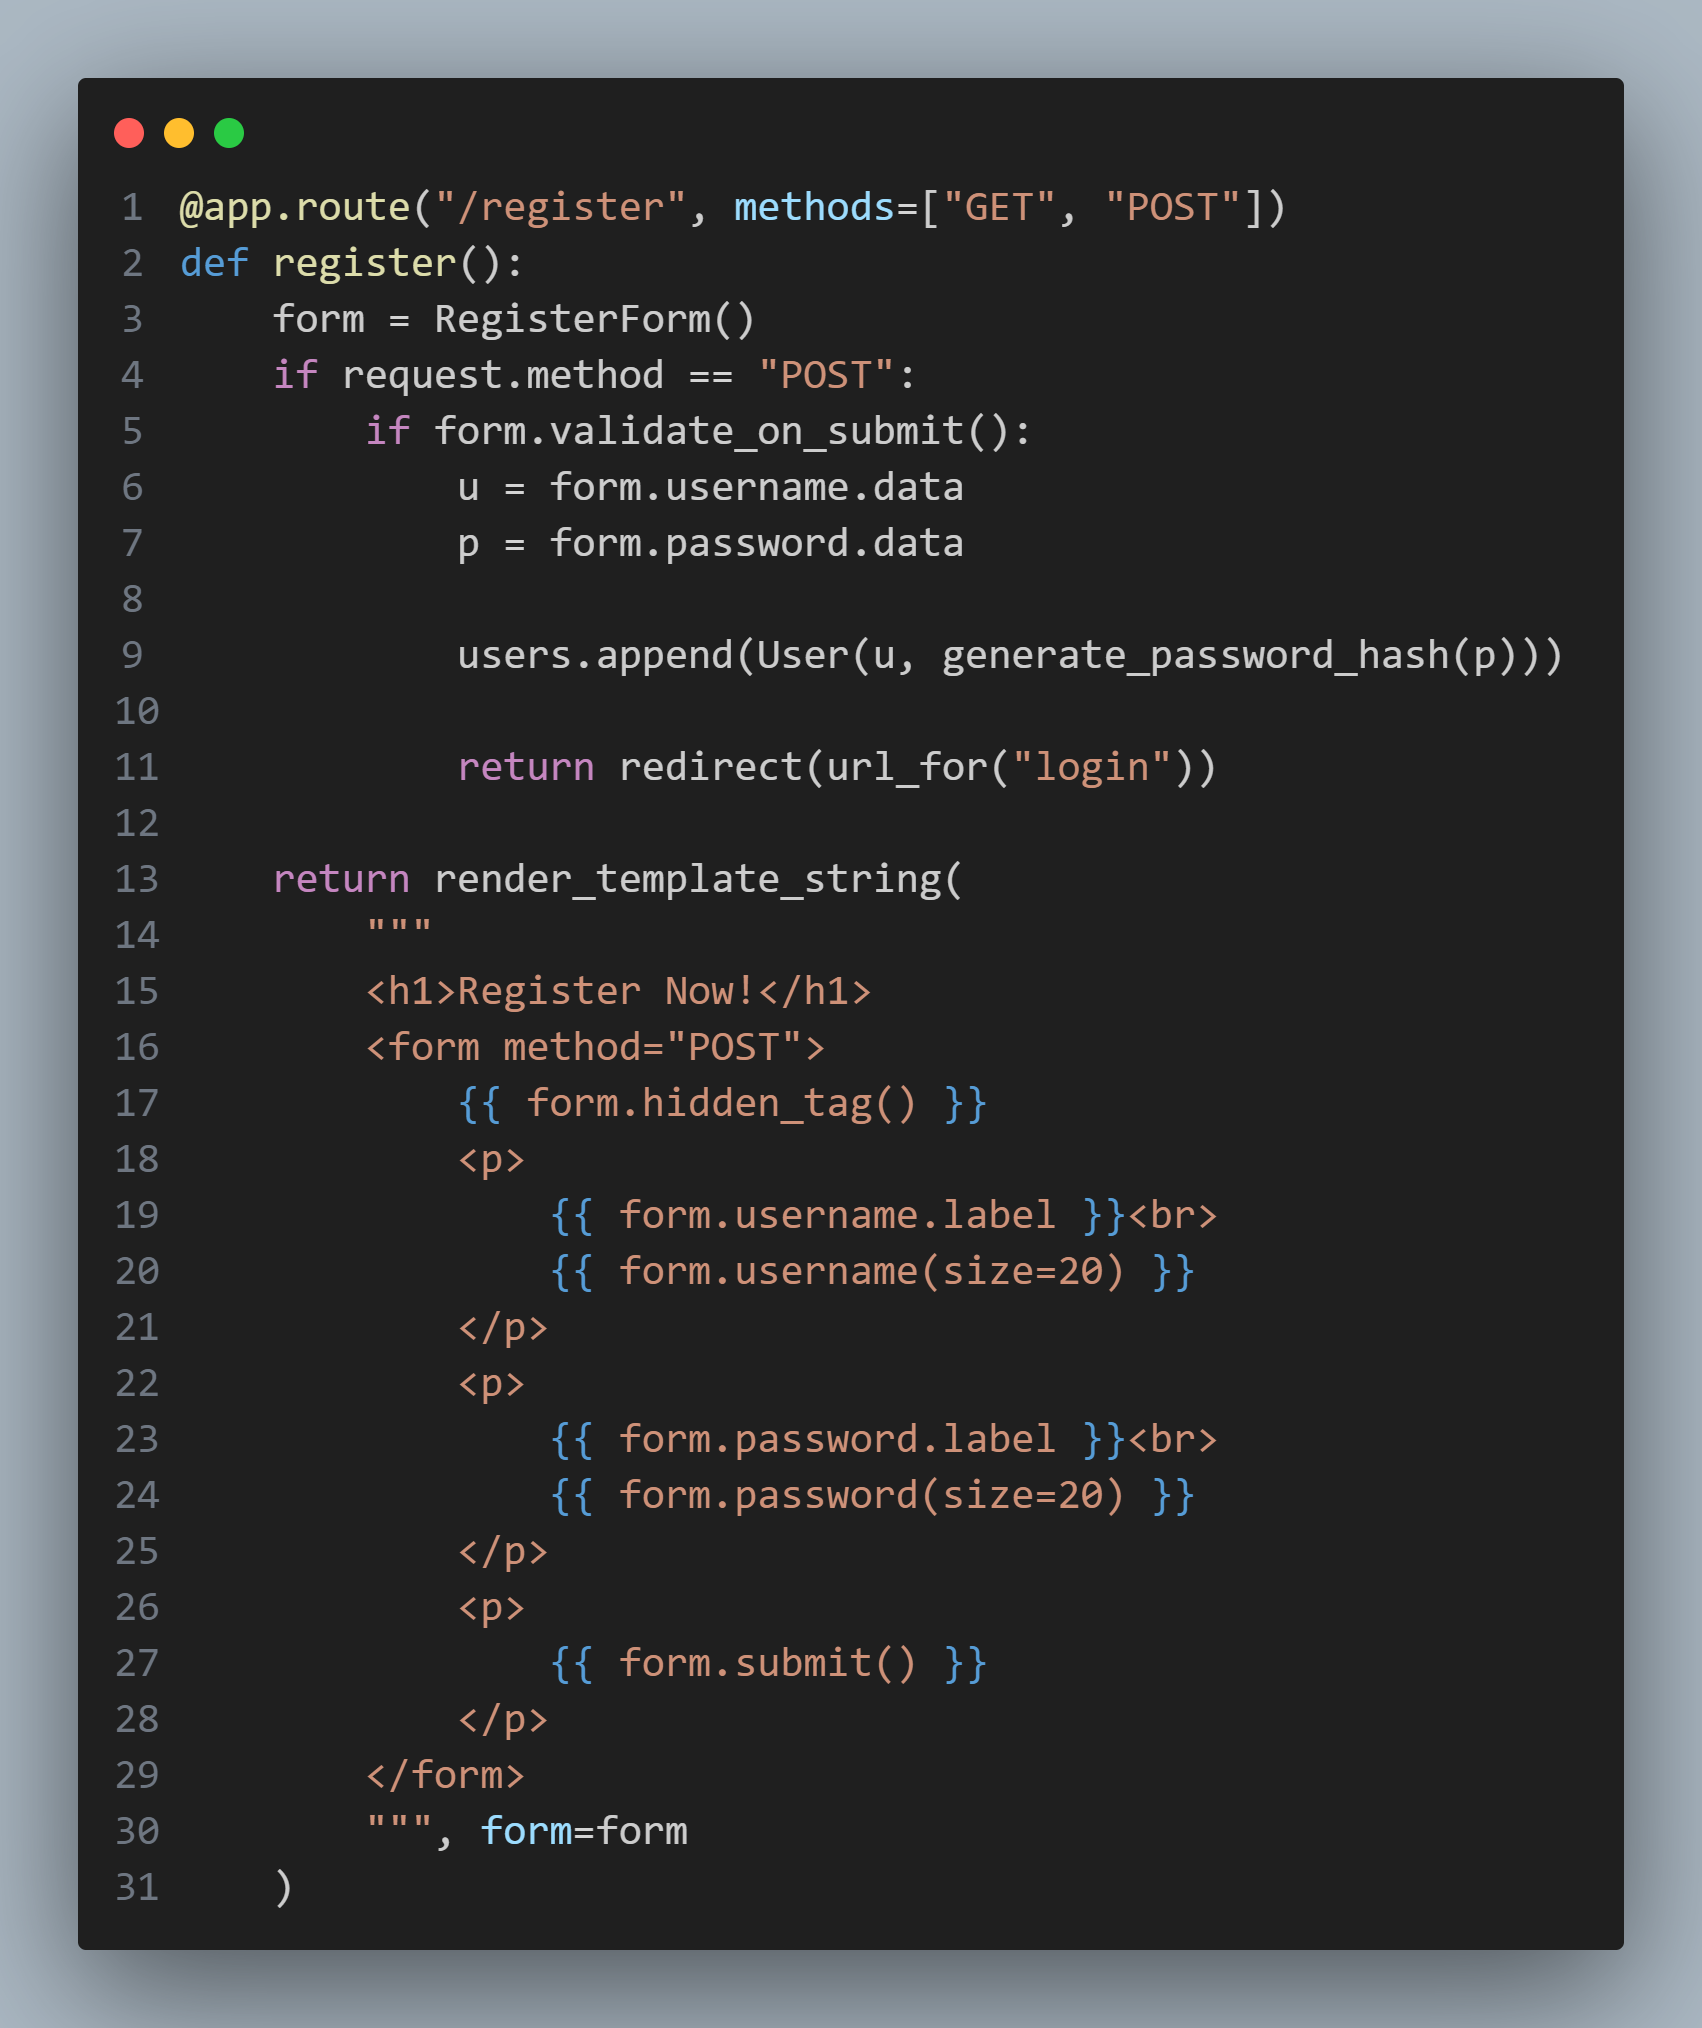 1 @app.route("/register", methods=["GET", "POST"])
2 def register():
3     form = RegisterForm()
4     if request.method == "POST":
5         if form.validate_on_submit():
6             u = form.username.data
7             p = form.password.data
8
9             users.append(User(u, generate_password_hash(p)))
10
11             return redirect(url_for("login"))
12
13     return render_template_string(
14         """
15         <h1>Register Now!</h1>
16         <form method="POST">
17             {{ form.hidden_tag() }}
18             <p>
19                 {{ form.username.label }}<br>
20                 {{ form.username(size=20) }}
21             </p>
22             <p>
23                 {{ form.password.label }}<br>
24                 {{ form.password(size=20) }}
25             </p>
26             <p>
27                 {{ form.submit() }}
28             </p>
29         </form>
30         """, form=form
31     )